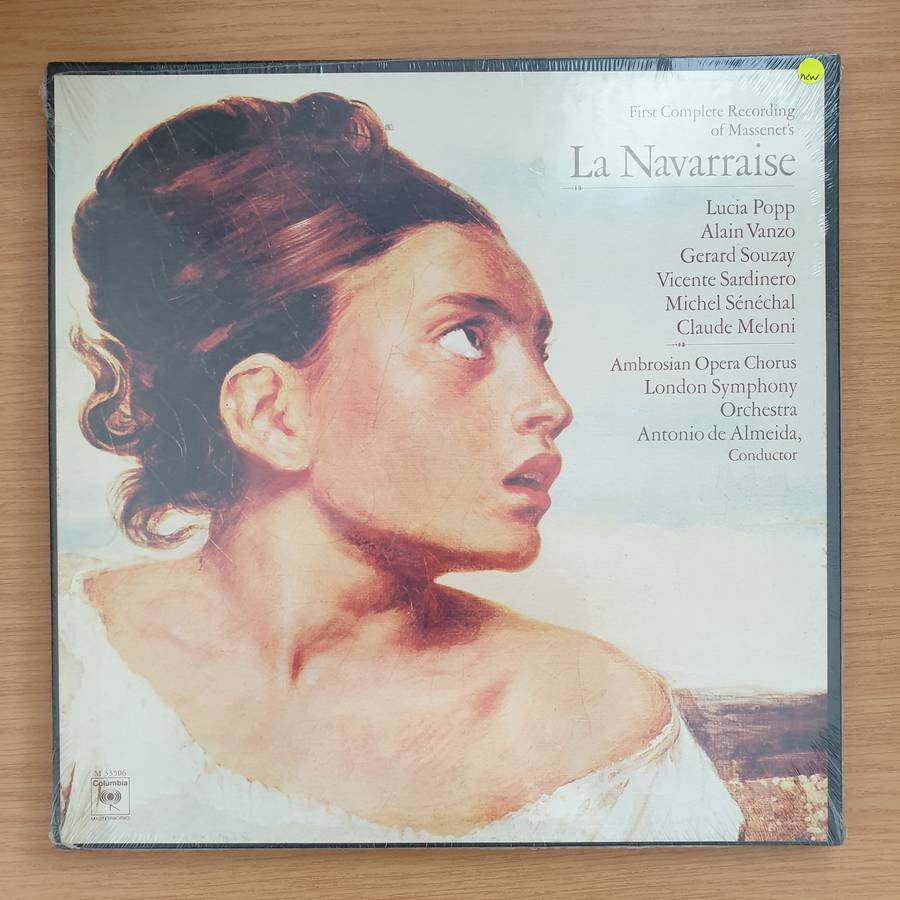 new
First Complete Recording
of Massenet's
La Navarraise
Lucia Popp
Alain Vanzo
Gerard Souzay
Vicente Sardinero
Michel Sénéchal
Claude Meloni
Ambrosian Opera Chorus
London Symphony
Orchestra
Antonio de Almeida,
Conductor
M 33506
Columbia
MASTERWORKS